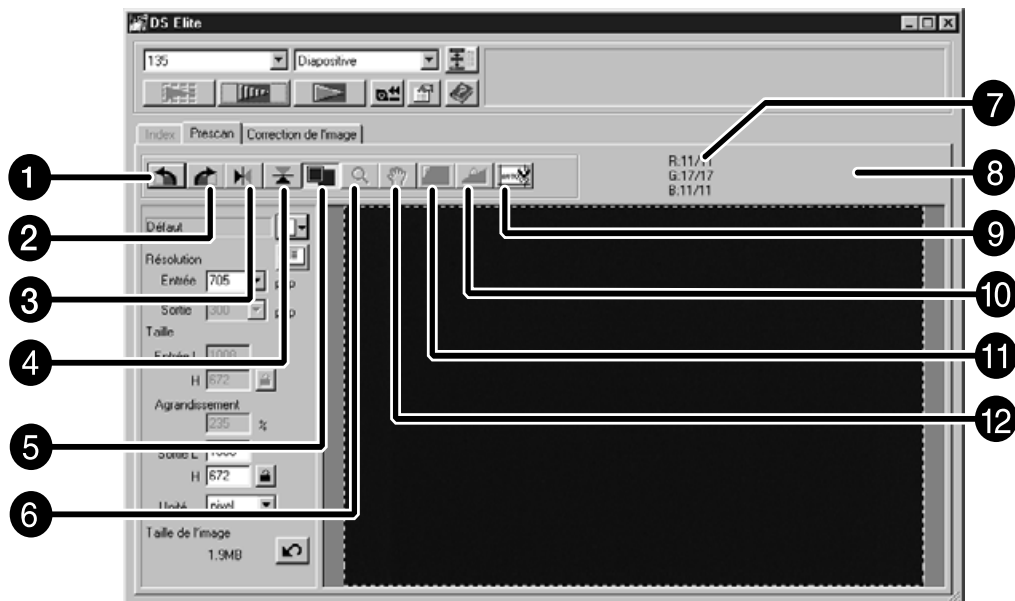 DS Elite
135 Diapositive
Index Prescan Correction de l'image
R:11/11
G:17/17
B:11/11
Défaut
Résolution
Entrée 705
Sortie 300
Taille
Entrée L 1008
H 672
Agrandissement
235 %
Sortie L
H 672
Unité pixel
Taille de l'image
1.9MB
1
2
3
4
5
6
7
8
9
10
11
12